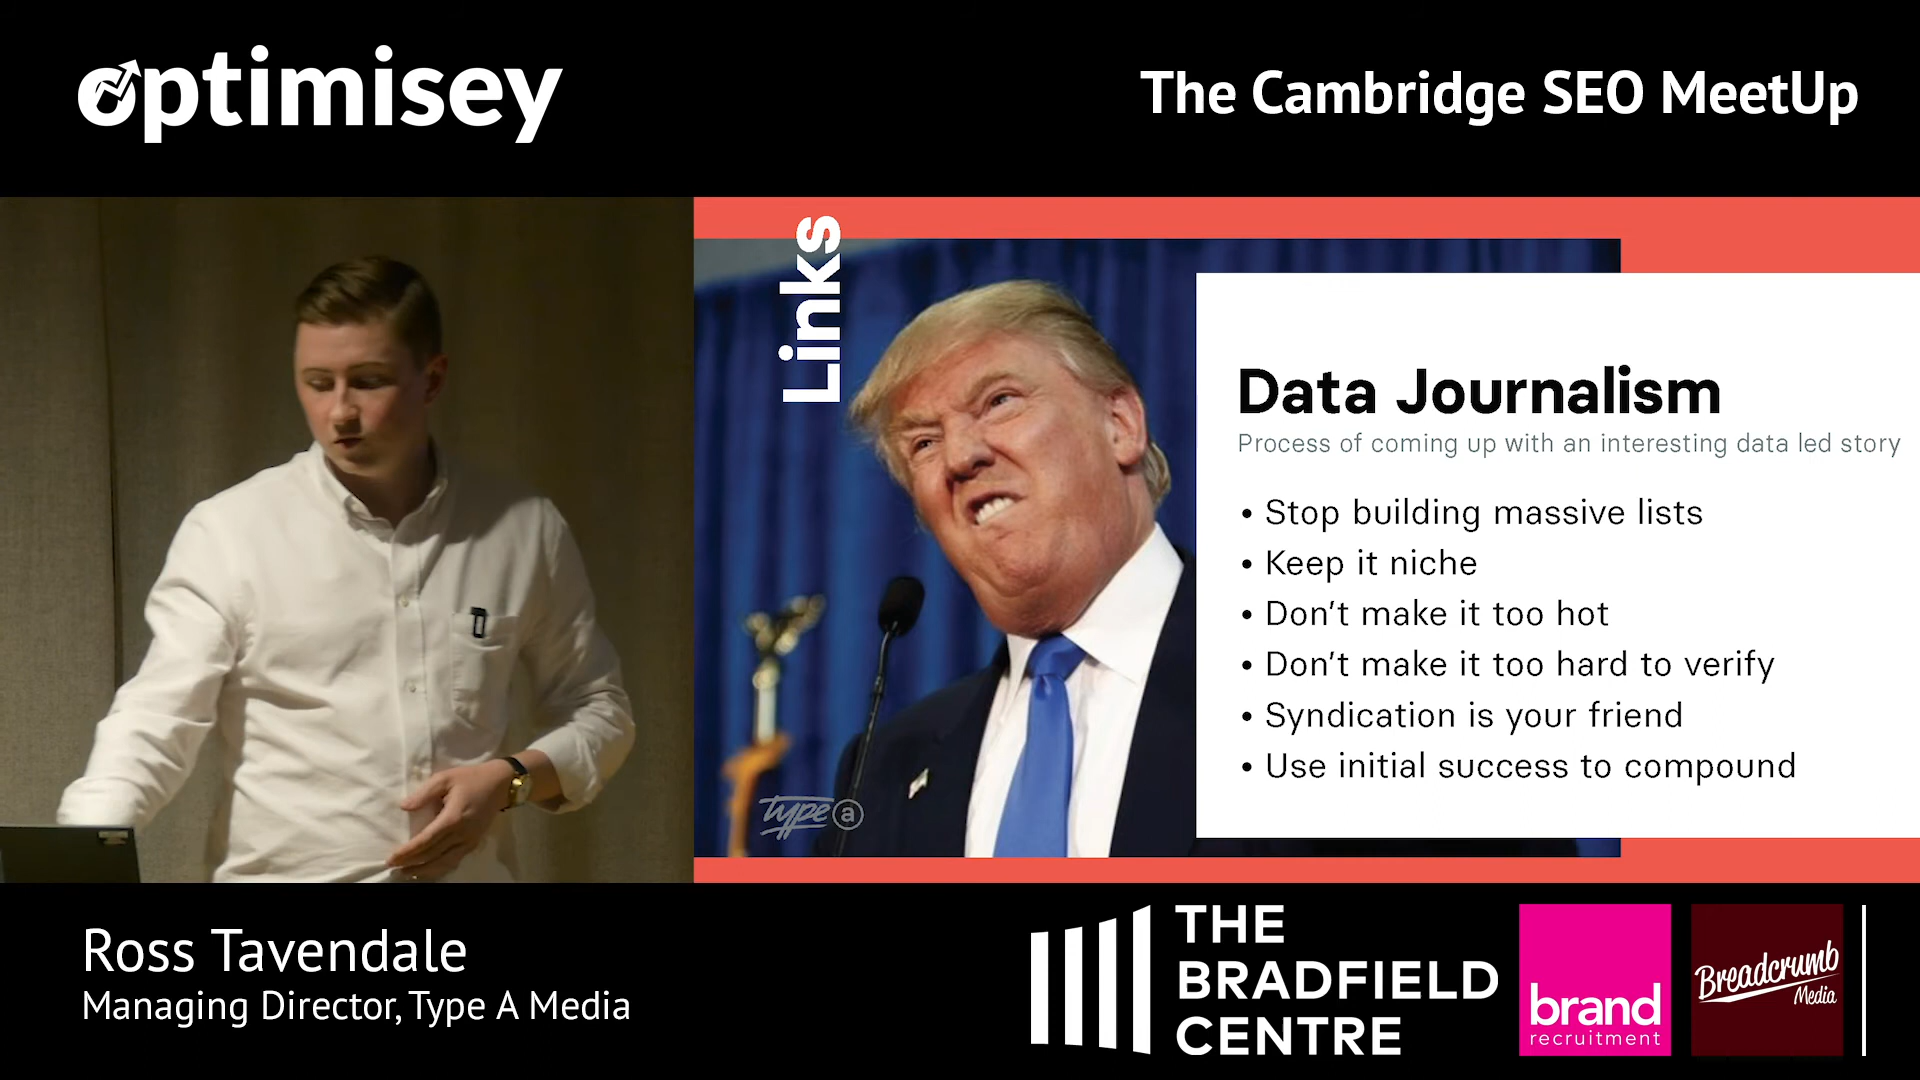 optimisey
The Cambridge SEO MeetUp
Links
Data Journalism
Process of coming up with an interesting data led story
• Stop building massive lists
• Keep it niche
• Don't make it too hot
• Don't make it too hard to verify
• Syndication is your friend
• Use initial success to compound
type a
Ross Tavendale
Managing Director, Type A Media
THE
BRADFIELD
CENTRE
brand
recruitment
Breadcrumb
Media